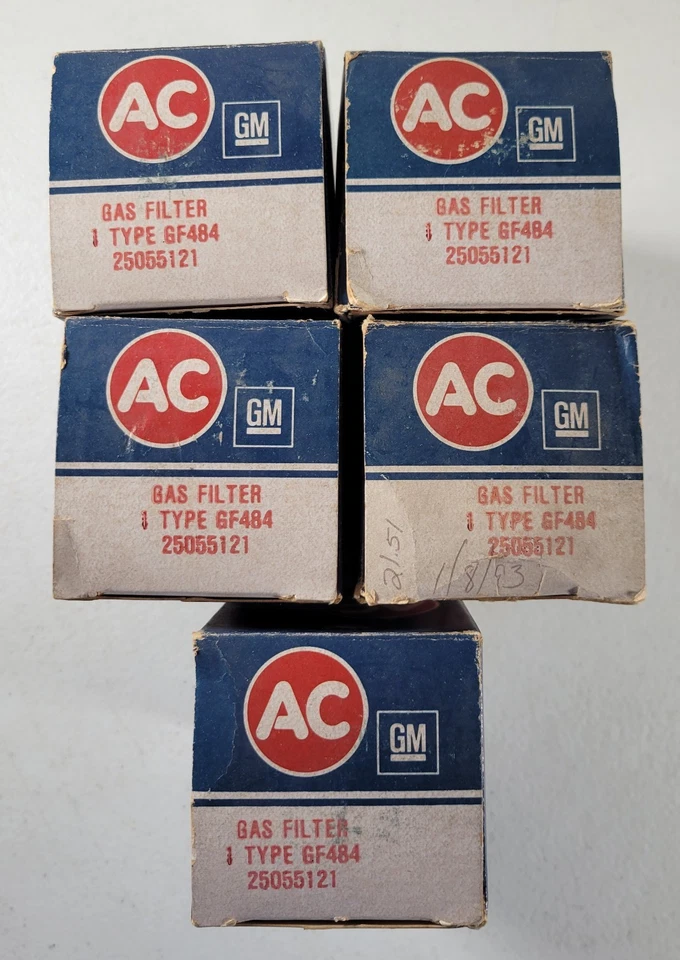 AC
GM
GAS FILTER
1 TYPE GF484
25055121
AC
GM
GAS FILTER
1 TYPE GF484
25055121
AC
GM
GAS FILTER
1 TYPE GF484
25055121
AC
GM
GAS FILTER
1 TYPE GF484
25055121
21.51
1/8/93
AC
GM
GAS FILTER
1 TYPE GF484
25055121